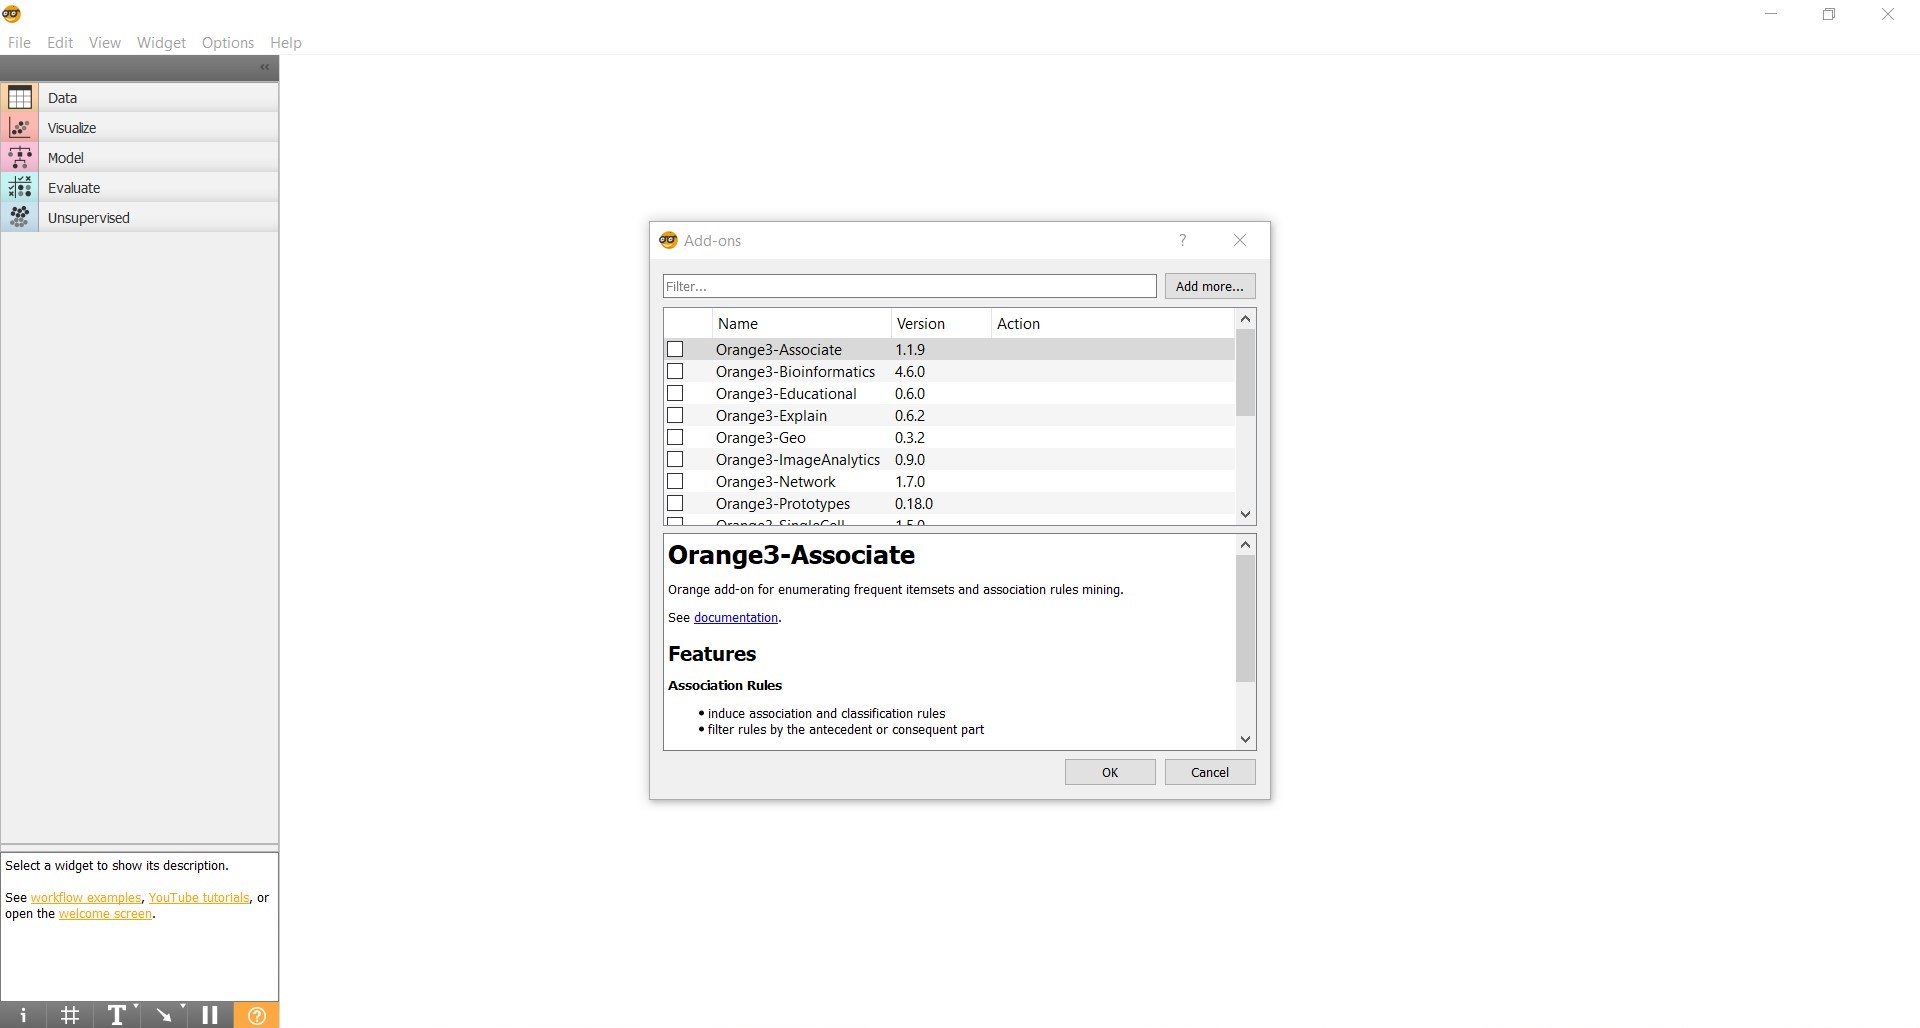 File Edit View Widget Options Help
Data
Visualize
Model
Evaluate
Unsupervised
Add-ons
Filter...
Add more...
Name Version Action
Orange3-Associate 1.1.9
Orange3-Bioinformatics 4.6.0
Orange3-Educational 0.6.0
Orange3-Explain 0.6.2
Orange3-Geo 0.3.2
Orange3-ImageAnalytics 0.9.0
Orange3-Network 1.7.0
Orange3-Prototypes 0.18.0
Orange3-SingleCell 1.5.0
Orange3-Associate
Orange add-on for enumerating frequent itemsets and association rules mining.
See documentation.
Features
Association Rules
• induce association and classification rules
• filter rules by the antecedent or consequent part
OK Cancel
Select a widget to show its description.
See workflow examples, YouTube tutorials, or
open the welcome screen.